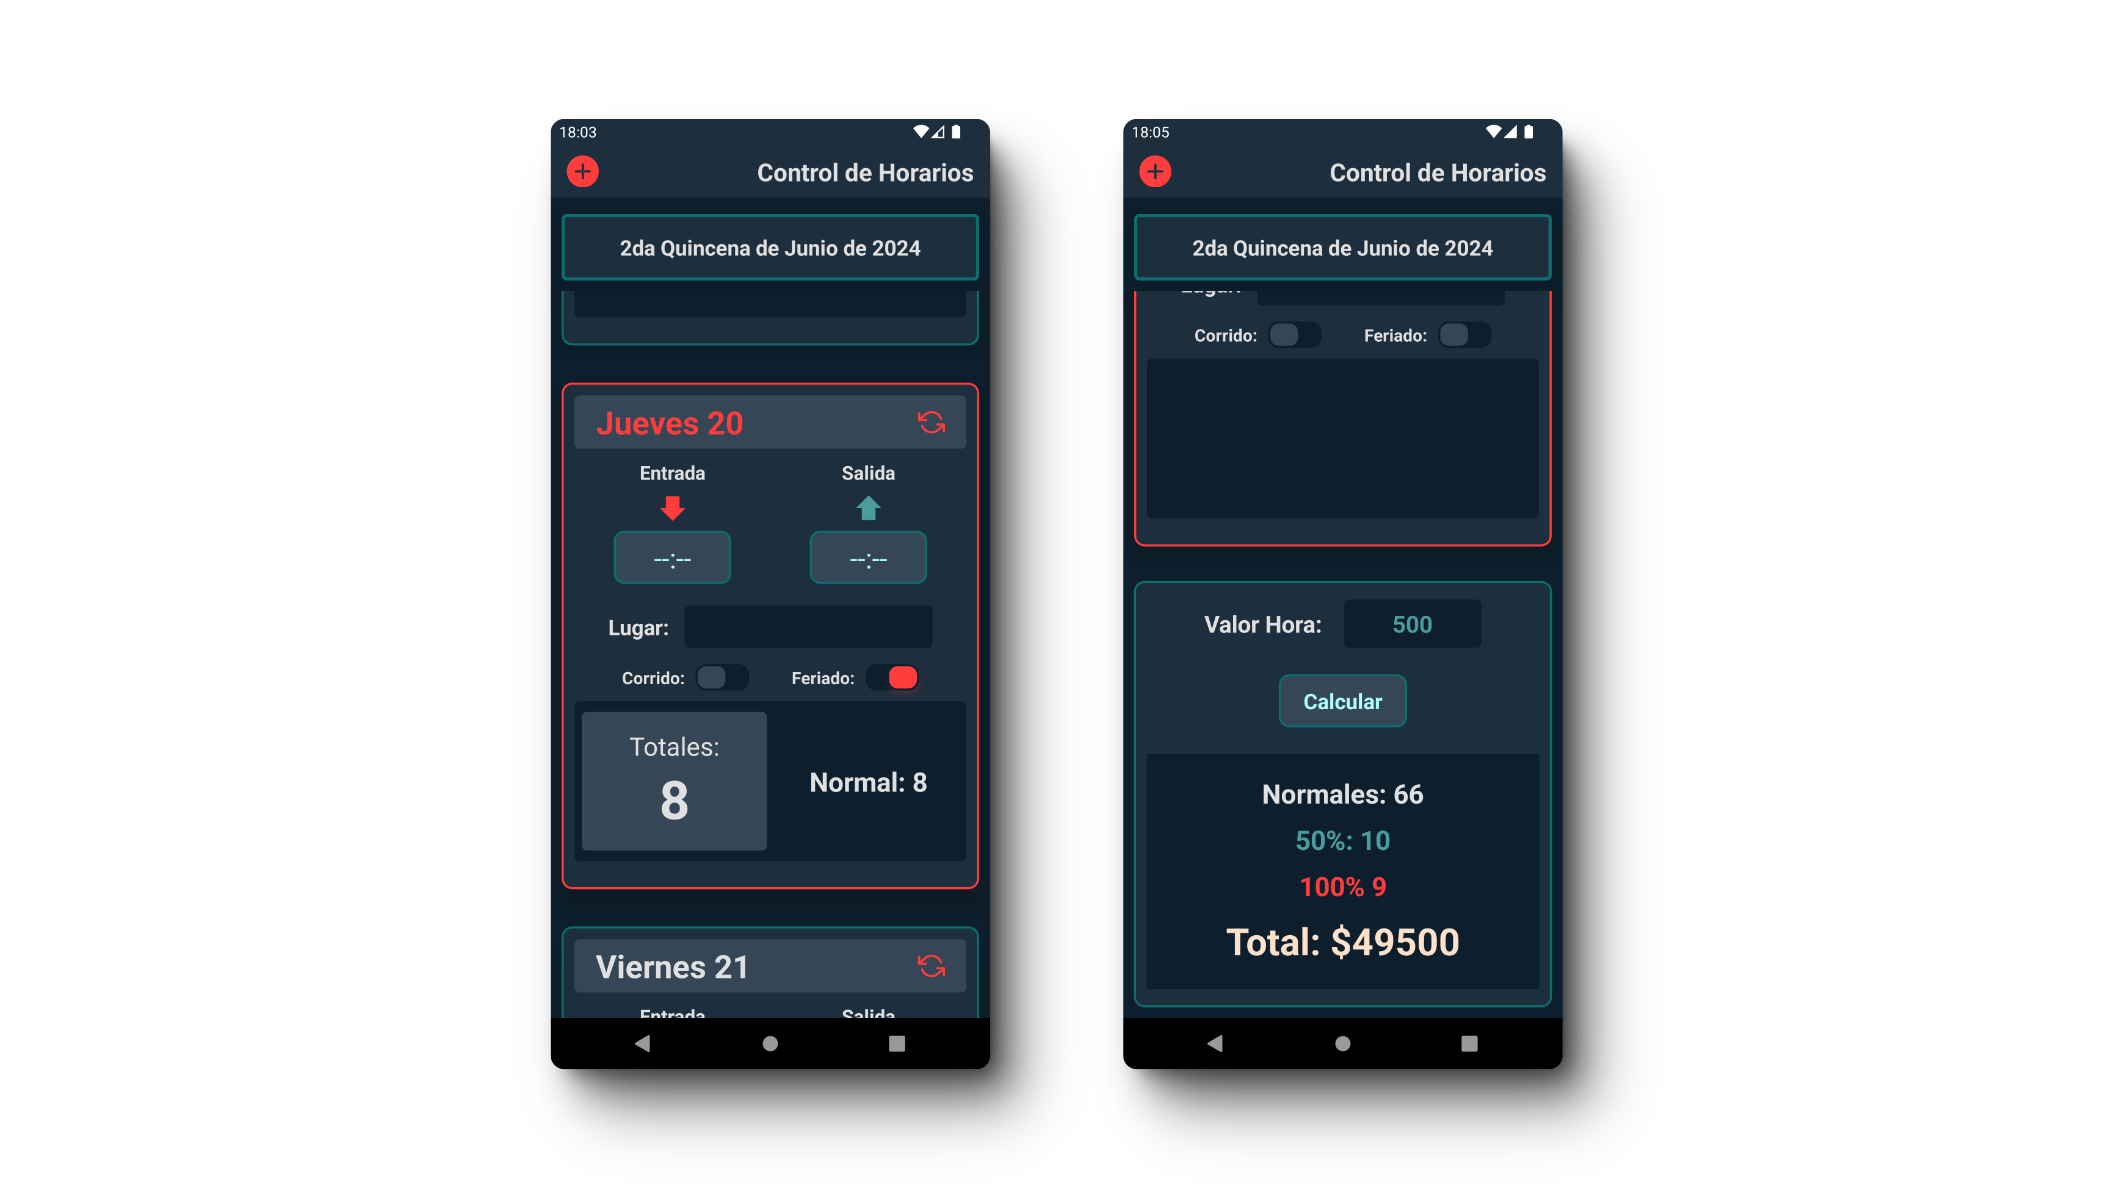 18:03
Control de Horarios
2da Quincena de Junio de 2024
Jueves 20
Entrada Salida
--:-- --:--
Lugar:
Corrido: Feriado:
Totales:
8
Normal: 8
Viernes 21
Entrada Salida
18:05
Control de Horarios
2da Quincena de Junio de 2024
Lugar:
Corrido: Feriado:
Valor Hora: 500
Calcular
Normales: 66
50%: 10
100% 9
Total: $49500